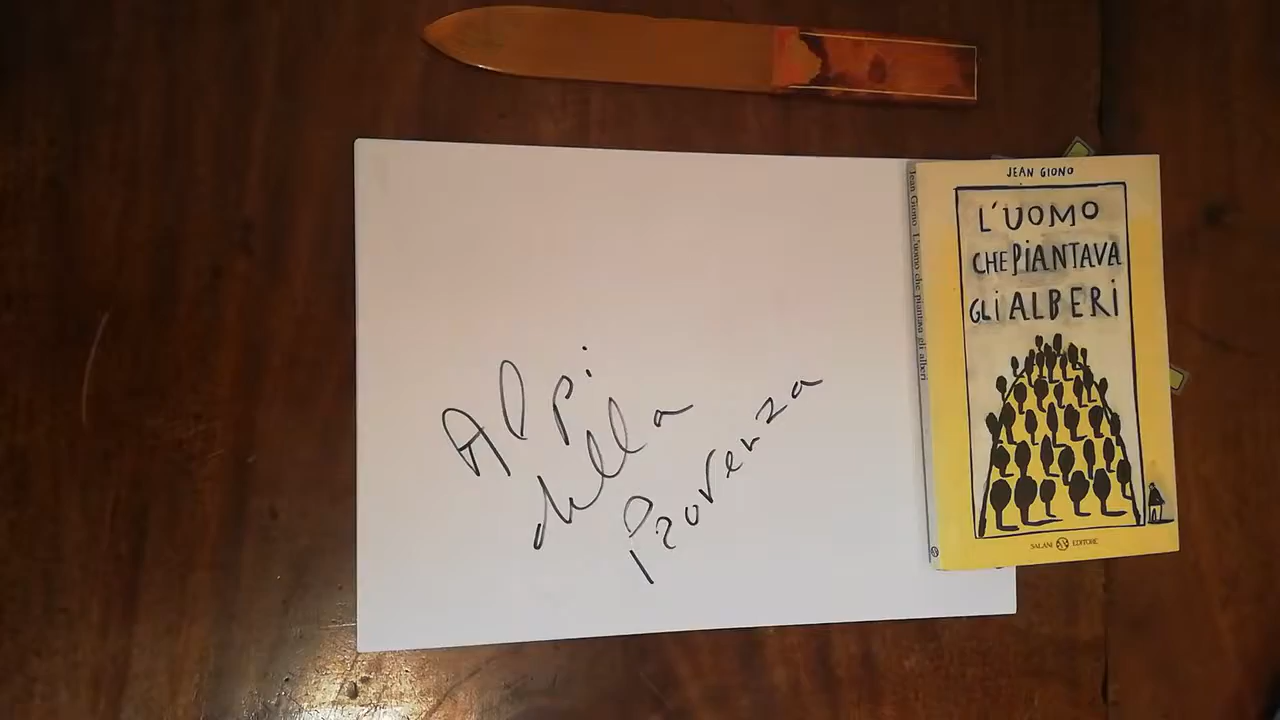 Alpi
della
Provenza
JEAN GIONO
L'UOMO
CHE PIANTAVA
GLI ALBERI
SALANI EDITORE
Jean Giono L'uomo che piantava gli alberi